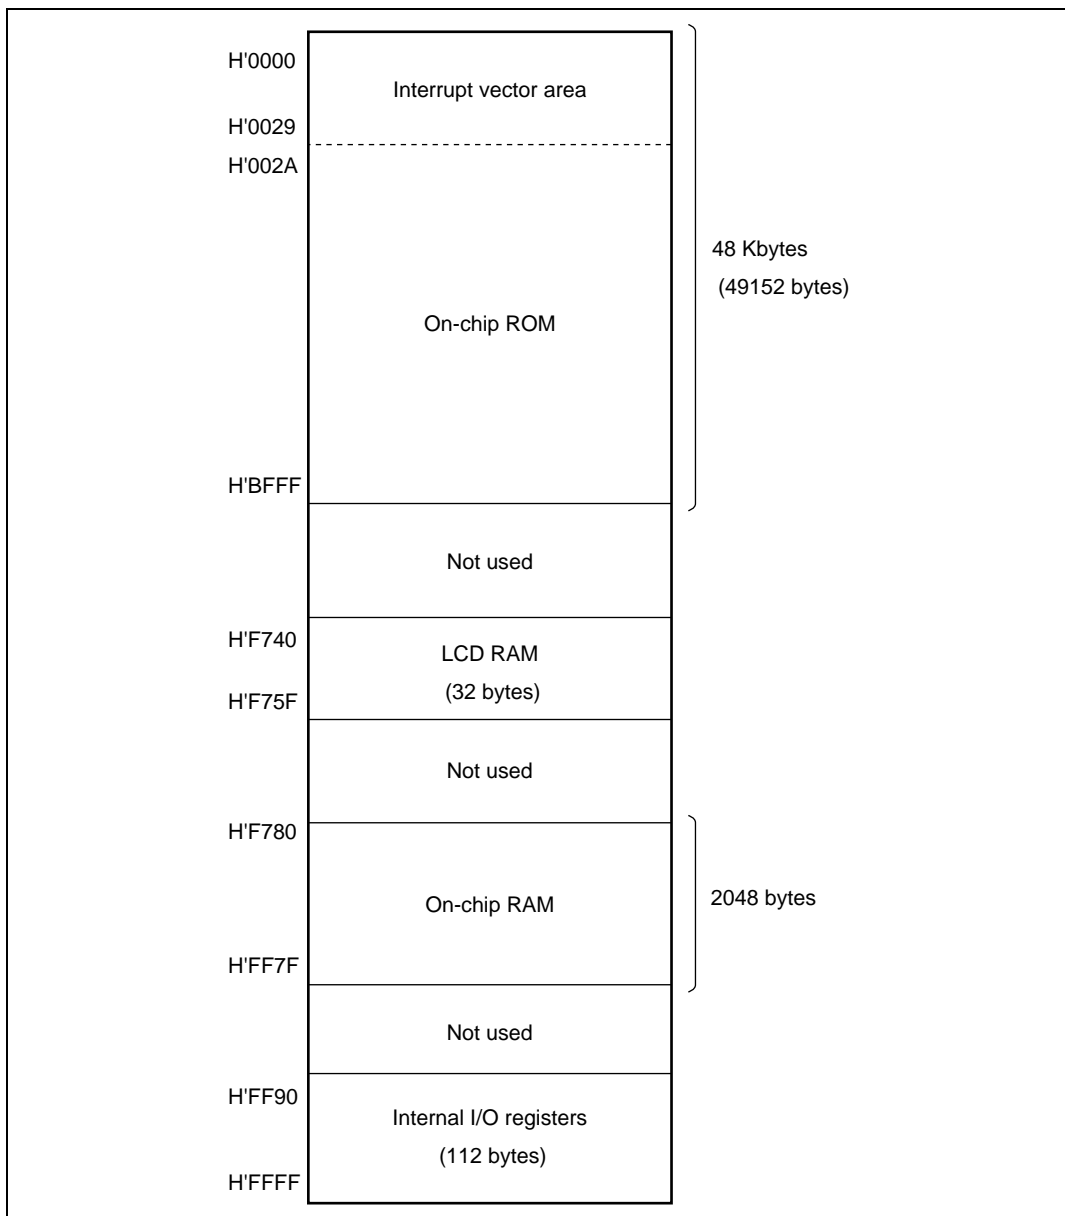 H'0000
Interrupt vector area
H'0029
H'002A
48 Kbytes
(49152 bytes)
On-chip ROM
H'BFFF
Not used
H'F740
LCD RAM
(32 bytes)
H'F75F
Not used
H'F780
On-chip RAM
2048 bytes
H'FF7F
Not used
H'FF90
Internal I/O registers
(112 bytes)
H'FFFF